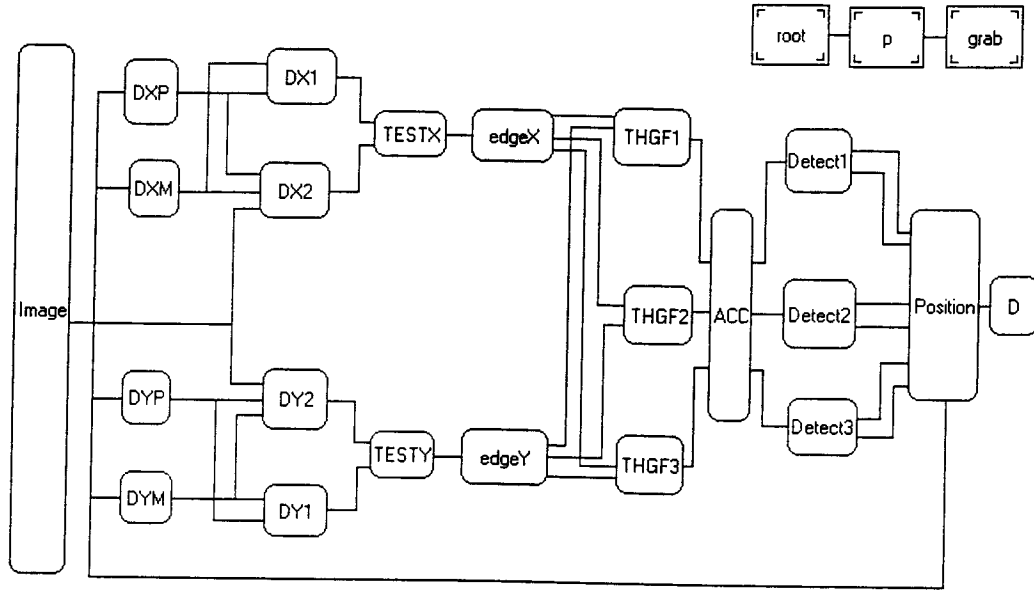 root
p
grab
Image
DXP
DXM
DX1
DX2
TESTX
edgeX
THGF1
Detect1
THGF2
ACC
Detect2
Position
D
DYP
DYM
DY2
DY1
TESTY
edgeY
THGF3
Detect3